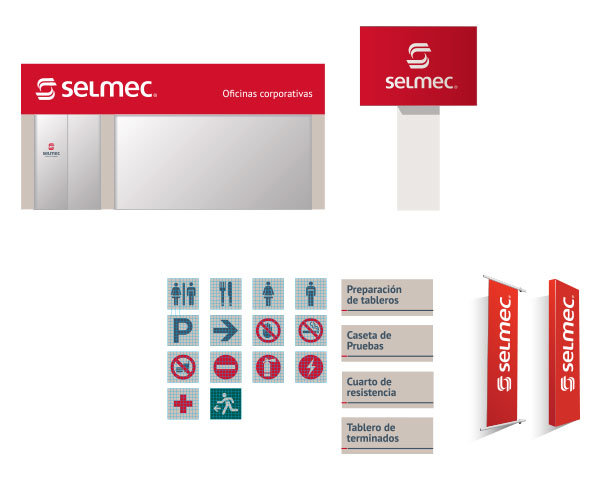 selmec®
Oficinas corporativas
selmec
selmec®
P
Preparación
de tableros
Caseta de
Pruebas
Cuarto de
resistencia
Tablero de
terminados
selmec®
selmec®